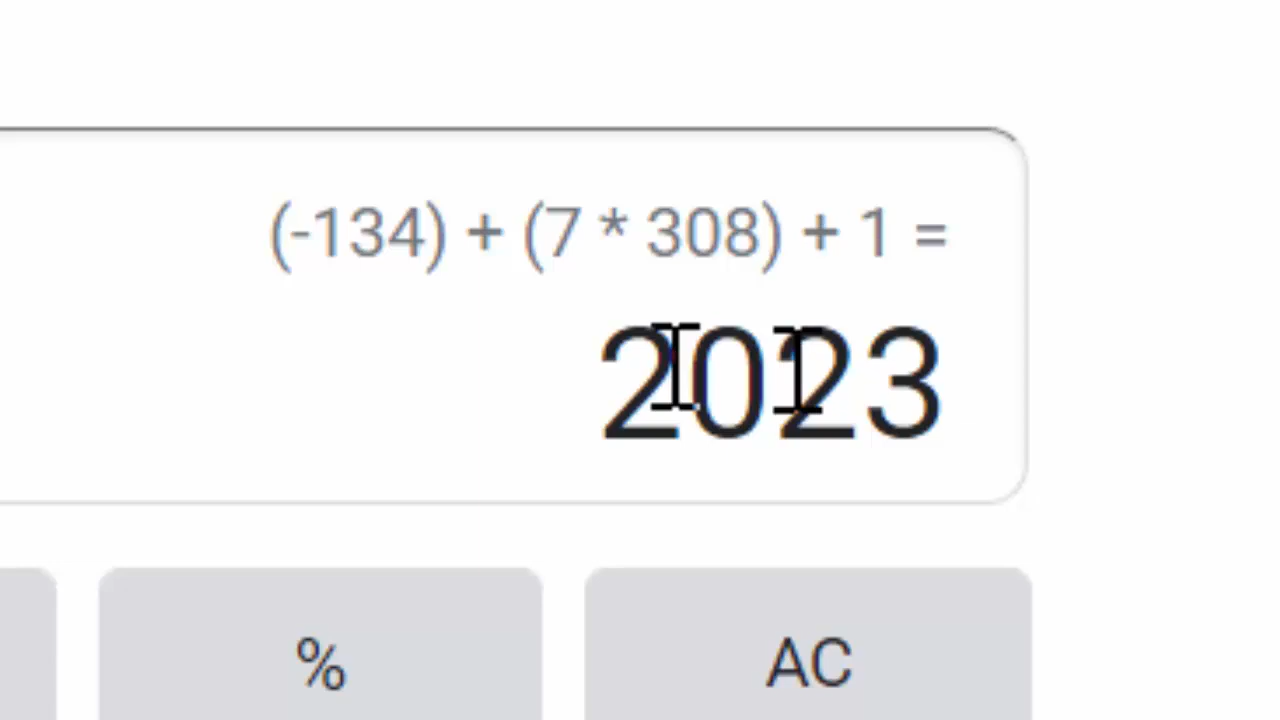 (-134) + (7 * 308) + 1 =
2023
% AC